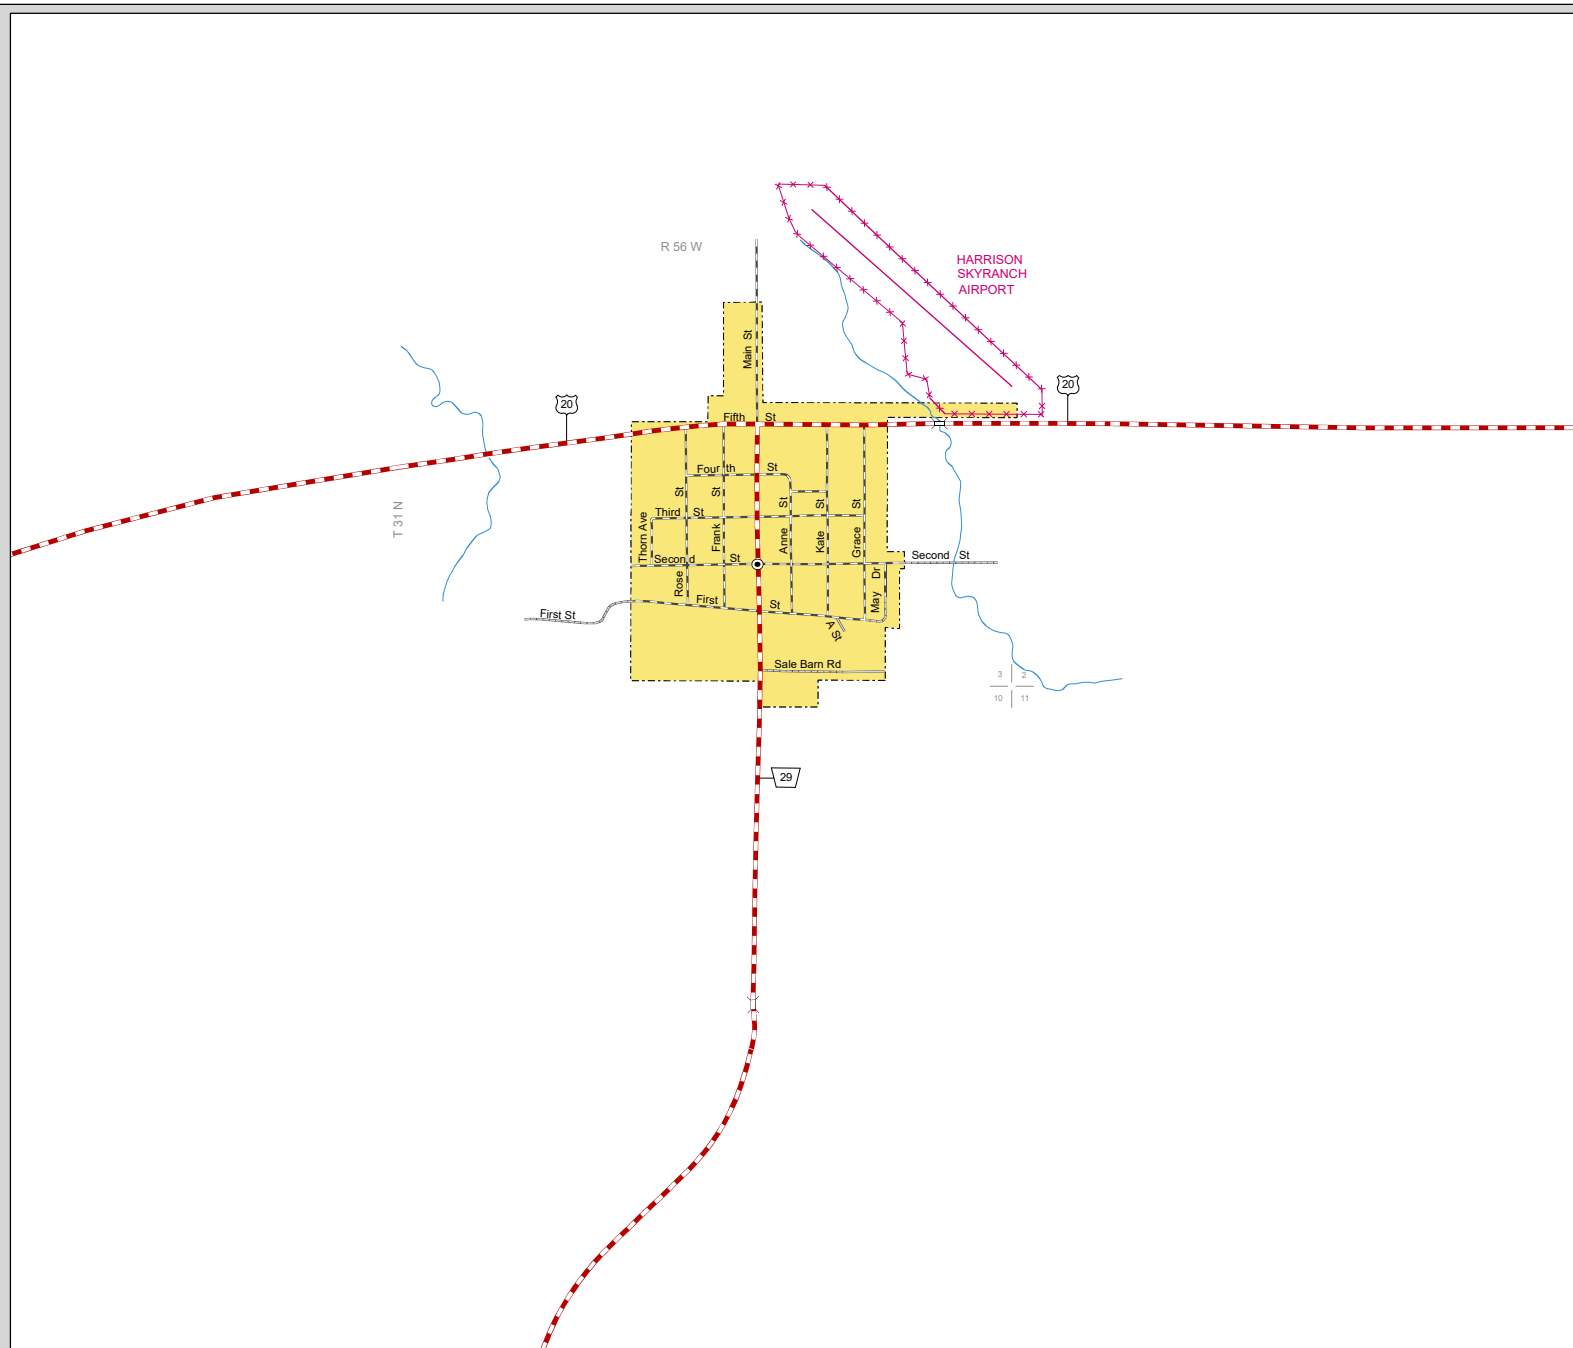 R 56 W
HARRISON
SKYRANCH
AIRPORT
Main St
20
20
Fifth St
Fourth St
T 31 N
Third St
Thorn Ave
Rose St
Frank St
Anne St
Kate St
Grace St
Second St
Second St
May Dr
First St
First St
A St
Sale Barn Rd
3 2
10 11
29